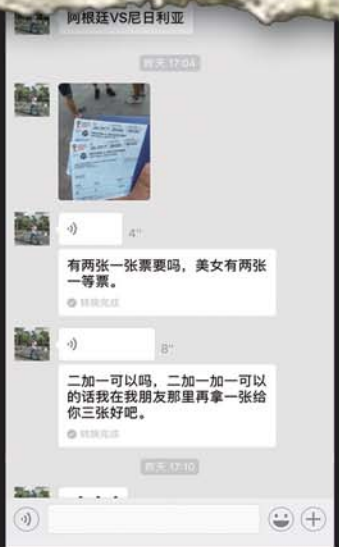 阿根廷VS尼日利亚
昨天 17:04
4"
有两张一张票要吗，美女有两张
一等票。
转换完成
8"
二加一可以吗，二加一加一可以
的话我在我朋友那里再拿一张给
你三张好吧。
转换完成
昨天 17:10